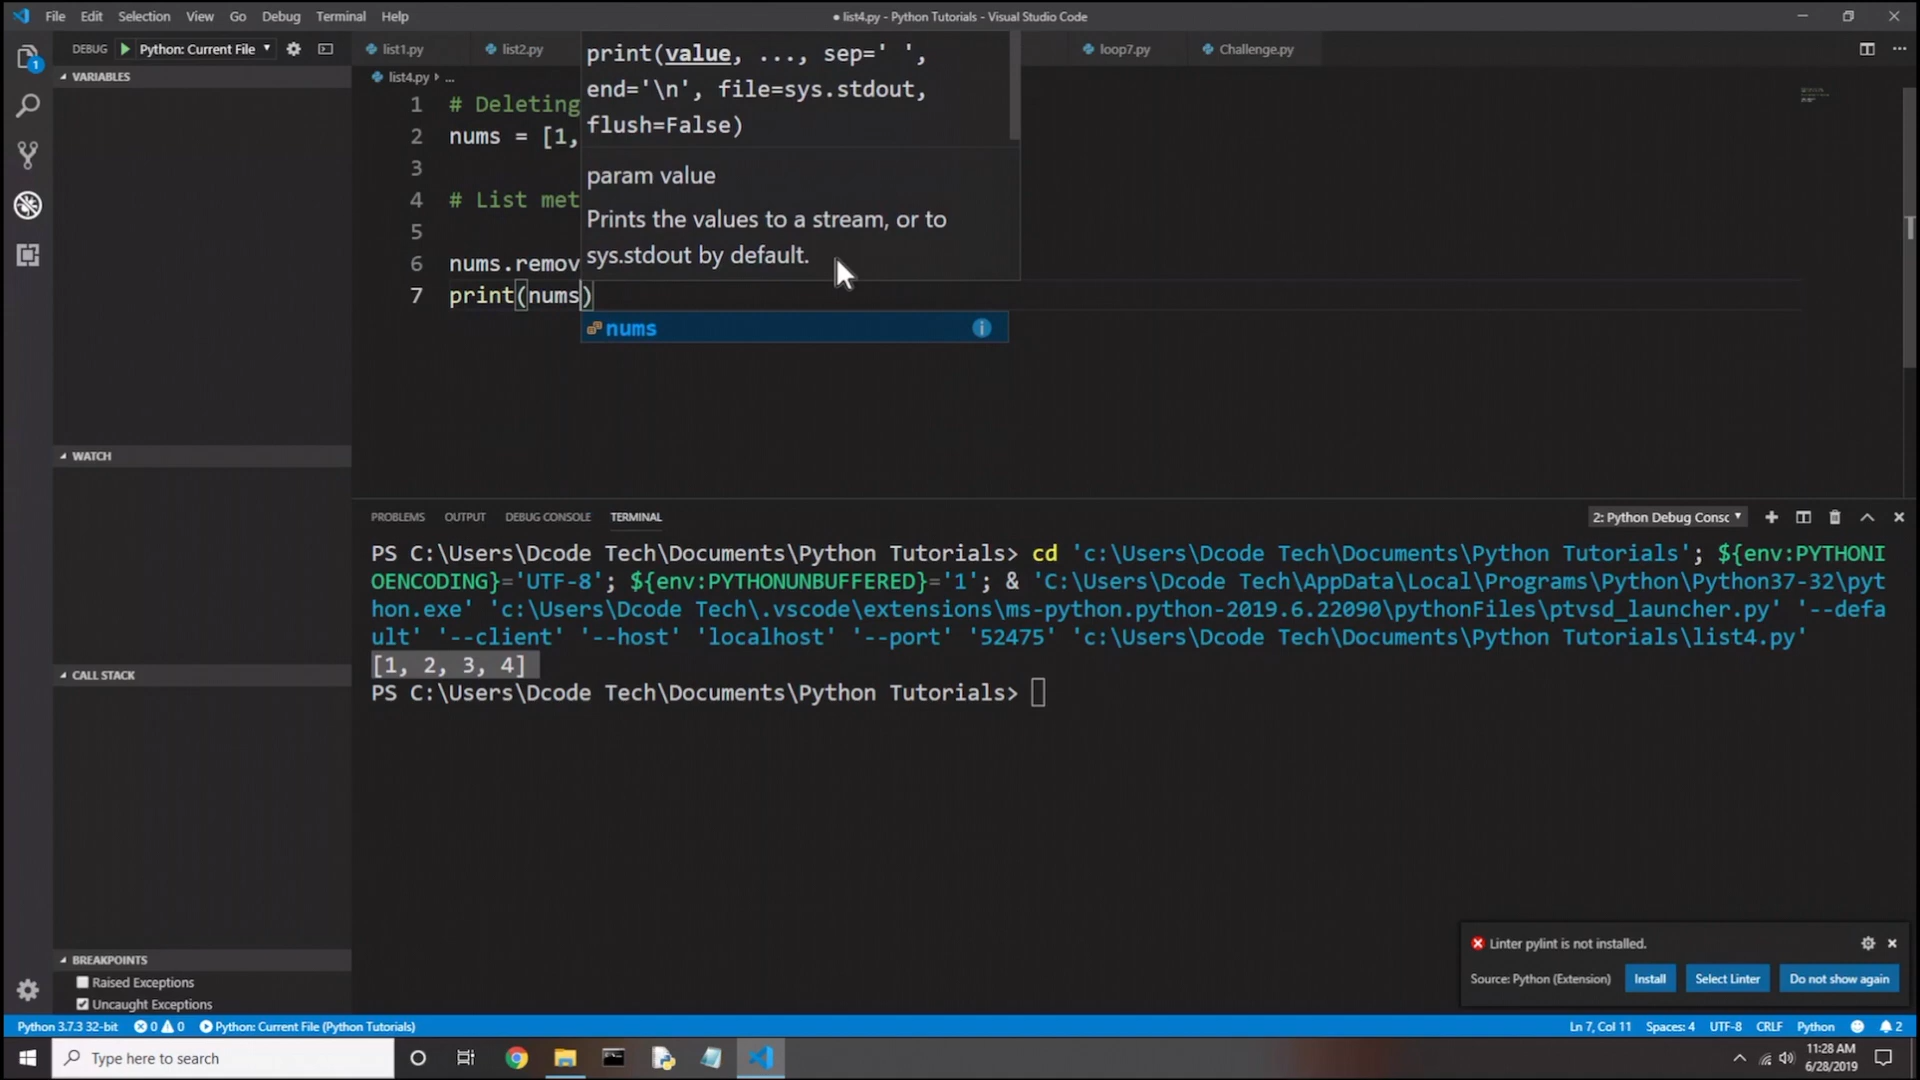 File Edit Selection View Go Debug Terminal Help
● list4.py - Python Tutorials - Visual Studio Code
DEBUG Python: Current File
list1.py list2.py loop7.py Challenge.py
VARIABLES
list4.py › ...
print(value, ..., sep=' ',
end='\n', file=sys.stdout,
flush=False)
param value
Prints the values to a stream, or to
sys.stdout by default.
1 # Deleting
2 nums = [1,
3
4 # List met
5
6 nums.remov
7 print(nums)
nums
WATCH
CALL STACK
BREAKPOINTS
Raised Exceptions
Uncaught Exceptions
PROBLEMS OUTPUT DEBUG CONSOLE TERMINAL
2: Python Debug Consc
PS C:\Users\Dcode Tech\Documents\Python Tutorials> cd 'c:\Users\Dcode Tech\Documents\Python Tutorials'; ${env:PYTHONI
OENCODING}='UTF-8'; ${env:PYTHONUNBUFFERED}='1'; & 'C:\Users\Dcode Tech\AppData\Local\Programs\Python\Python37-32\pyt
hon.exe' 'c:\Users\Dcode Tech\.vscode\extensions\ms-python.python-2019.6.22090\pythonFiles\ptvsd_launcher.py' '--defa
ult' '--client' '--host' 'localhost' '--port' '52475' 'c:\Users\Dcode Tech\Documents\Python Tutorials\list4.py'
[1, 2, 3, 4]
PS C:\Users\Dcode Tech\Documents\Python Tutorials>
Linter pylint is not installed.
Source: Python (Extension) Install Select Linter Do not show again
Python 3.7.3 32-bit 0 0 Python: Current File (Python Tutorials)
Ln 7, Col 11 Spaces: 4 UTF-8 CRLF Python 2
Type here to search
11:28 AM
6/28/2019